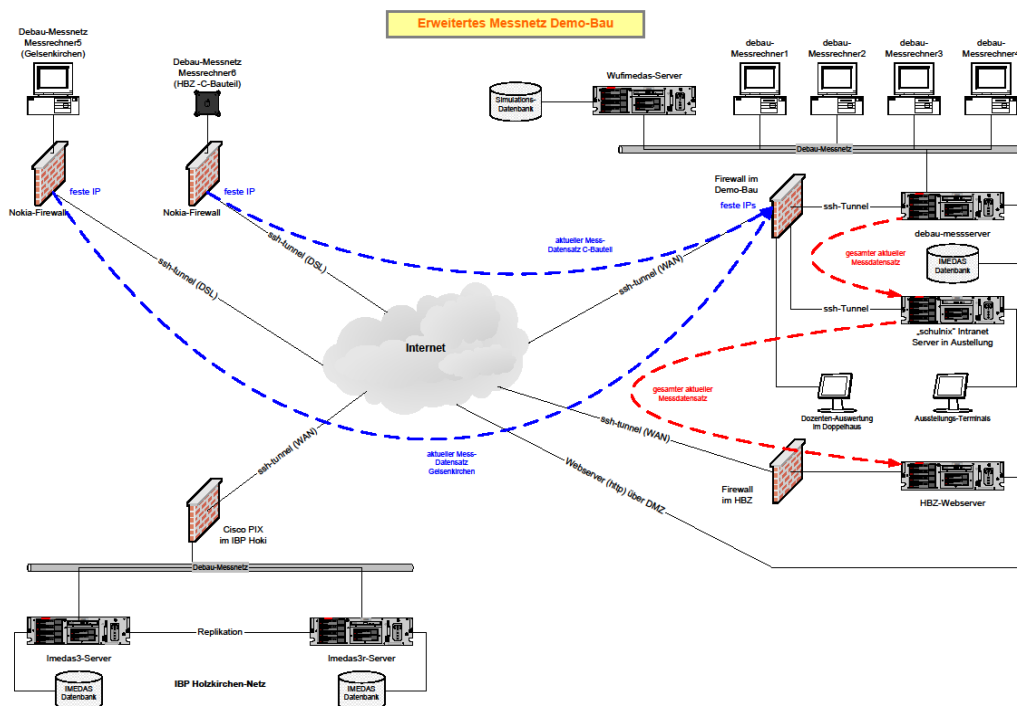 Erweitertes Messnetz Demo-Bau
Debau-Messnetz
Messrechner5
(Gelsenkirchen)
Debau-Messnetz
Messrechner6
(HBZ -C-Bauteil)
Wufimedas-Server
Simulations-
Datenbank
debau-
Messrechner1
debau-
Messrechner2
debau-
Messrechner3
debau-
Messrechner4
Debau-Messnetz
feste IP
Nokia-Firewall
feste IP
Nokia-Firewall
Firewall im
Demo-Bau
feste IPs
ssh-Tunnel
debau-messserver
aktueller Mess-
Datensatz C-Bauteil
gesamter aktueller
Messdatensatz
IMEDAS
Datenbank
ssh-tunnel (DSL)
ssh-tunnel (DSL)
ssh-tunnel (WAN)
ssh-Tunnel
„schulnix" Intranet
Server in Austellung
Internet
gesamter aktueller
Messdatensatz
Dozenten-Auswertung
im Doppelhaus
Ausstellungs-Terminals
ssh-tunnel (WAN)
ssh-tunnel (WAN)
aktueller Mess-
Datensatz
Gelsenkirchen
Webserver (http) über DMZ
Firewall
im HBZ
HBZ-Webserver
Cisco PIX
im IBP Hoki
Debau-Messnetz
Replikation
Imedas3-Server
Imedas3r-Server
IMEDAS
Datenbank
IBP Holzkirchen-Netz
IMEDAS
Datenbank